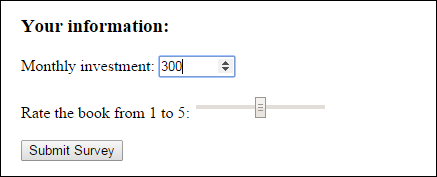 Your information:
Monthly investment: 300
Rate the book from 1 to 5:
Submit Survey